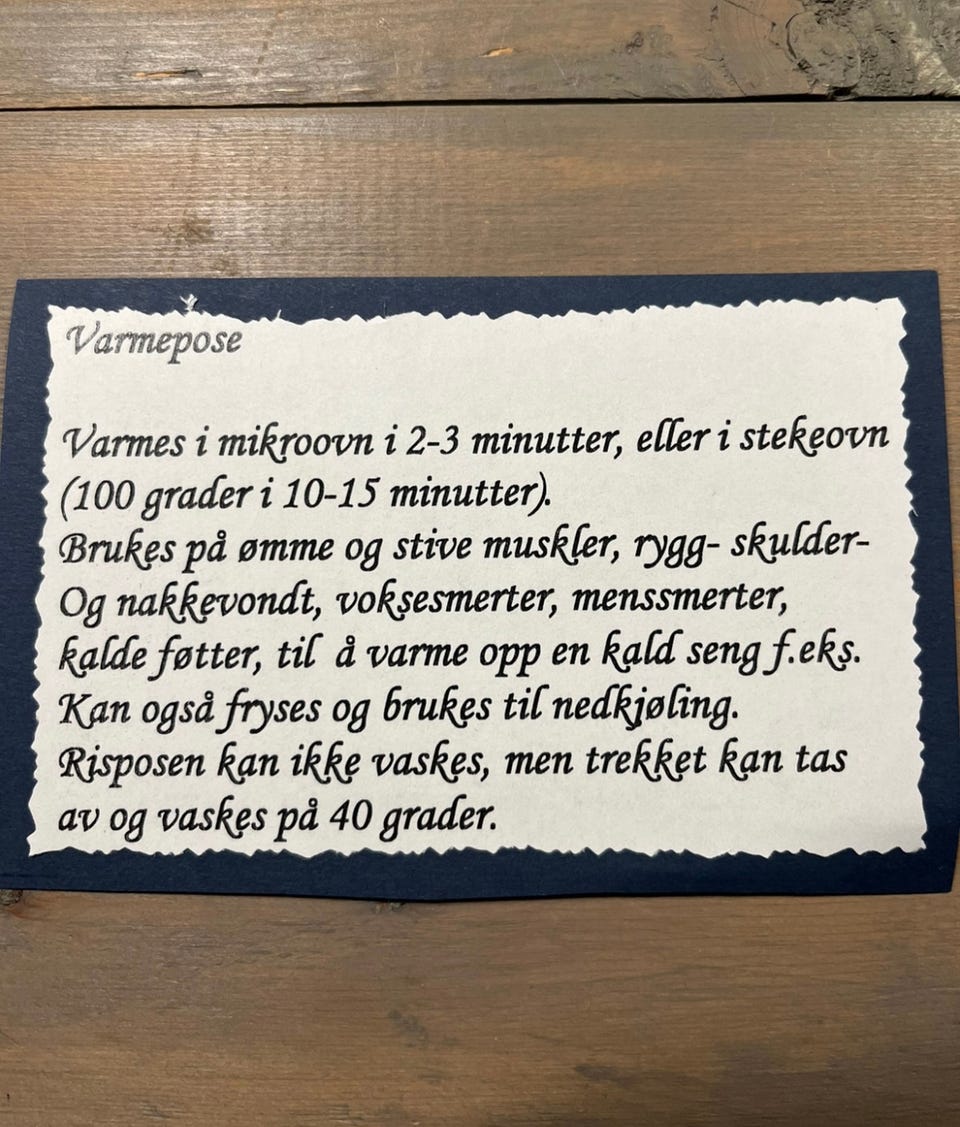 Varmepose
Varmes i mikroovn i 2-3 minutter, eller i stekeovn
(100 grader i 10-15 minutter).
Brukes på ømme og stive muskler, rygg- skulder-
Og nakkevondt, voksesmerter, menssmerter,
kalde føtter, til å varme opp en kald seng f.eks.
Kan også fryses og brukes til nedkjøling.
Risposen kan ikke vaskes, men trekket kan tas
av og vaskes på 40 grader.